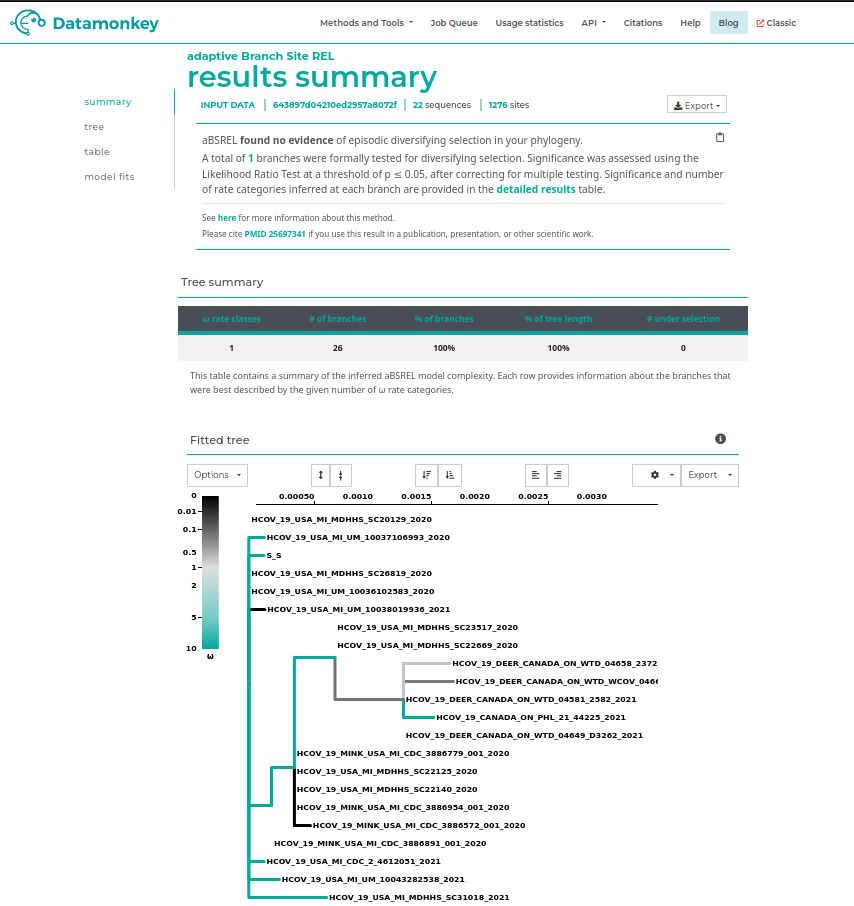 Datamonkey
Methods and Tools
Job Queue
Usage statistics
API
Citations
Help
Blog
Classic
adaptive Branch Site REL
results summary
summary
tree
table
model fits
INPUT DATA | 643897d04210ed2957a8072f | 22 sequences | 1276 sites
Export
aBSREL found no evidence of episodic diversifying selection in your phylogeny.
A total of 1 branches were formally tested for diversifying selection. Significance was assessed using the
Likelihood Ratio Test at a threshold of p ≤ 0.05, after correcting for multiple testing. Significance and number
of rate categories inferred at each branch are provided in the detailed results table.
See here for more information about this method.
Please cite PMID 25697341 if you use this result in a publication, presentation, or other scientific work.
Tree summary
ω rate classes # of branches % of branches % of tree length # under selection
1 26 100% 100% 0
This table contains a summary of the inferred aBSREL model complexity. Each row provides information about the branches that
were best described by the given number of ω rate categories.
Fitted tree
Options
Export
0.00050 0.0010 0.0015 0.0020 0.0025 0.0030
0
0.01
0.1
0.5
1
2
5
10
ω
HCOV_19_USA_MI_MDHHS_SC20129_2020
HCOV_19_USA_MI_UM_10037106993_2020
S_S
HCOV_19_USA_MI_MDHHS_SC26819_2020
HCOV_19_USA_MI_UM_10036102583_2020
HCOV_19_USA_MI_UM_10038019936_2021
HCOV_19_USA_MI_MDHHS_SC23517_2020
HCOV_19_USA_MI_MDHHS_SC22669_2020
HCOV_19_DEER_CANADA_ON_WTD_04658_2372
HCOV_19_DEER_CANADA_ON_WTD_WCOV_0466
HCOV_19_DEER_CANADA_ON_WTD_04581_2582_2021
HCOV_19_CANADA_ON_PHL_21_44225_2021
HCOV_19_DEER_CANADA_ON_WTD_04649_D3262_2021
HCOV_19_MINK_USA_MI_CDC_3886779_001_2020
HCOV_19_USA_MI_MDHHS_SC22125_2020
HCOV_19_USA_MI_MDHHS_SC22140_2020
HCOV_19_MINK_USA_MI_CDC_3886954_001_2020
HCOV_19_MINK_USA_MI_CDC_3886572_001_2020
HCOV_19_MINK_USA_MI_CDC_3886891_001_2020
HCOV_19_USA_MI_CDC_2_4612051_2021
HCOV_19_USA_MI_UM_10043282538_2021
HCOV_19_USA_MI_MDHHS_SC31018_2021